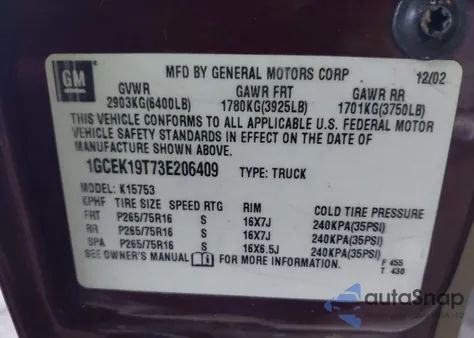 GM
MFD BY GENERAL MOTORS CORP 12/02
GVWR GAWR FRT GAWR RR
2903KG(6400LB) 1780KG(3925LB) 1701KG(3750LB)
THIS VEHICLE CONFORMS TO ALL APPLICABLE U.S. FEDERAL MOTOR
VEHICLE SAFETY STANDARDS IN EFFECT ON THE DATE OF
MANUFACTURE SHOWN ABOVE.
1GCEK19T73E206409 TYPE: TRUCK
MODEL: K15753
KPHF TIRE SIZE SPEED RTG RIM COLD TIRE PRESSURE
FRT P265/75R16 S 16X7J 240KPA(35PSI)
RR P265/75R16 S 16X7J 240KPA(35PSI)
SPA P265/75R16 S 16X6.5J 240KPA(35PSI)
SEE OWNER'S MANUAL FOR MORE INFORMATION.
F 455
T 430
autoSnap